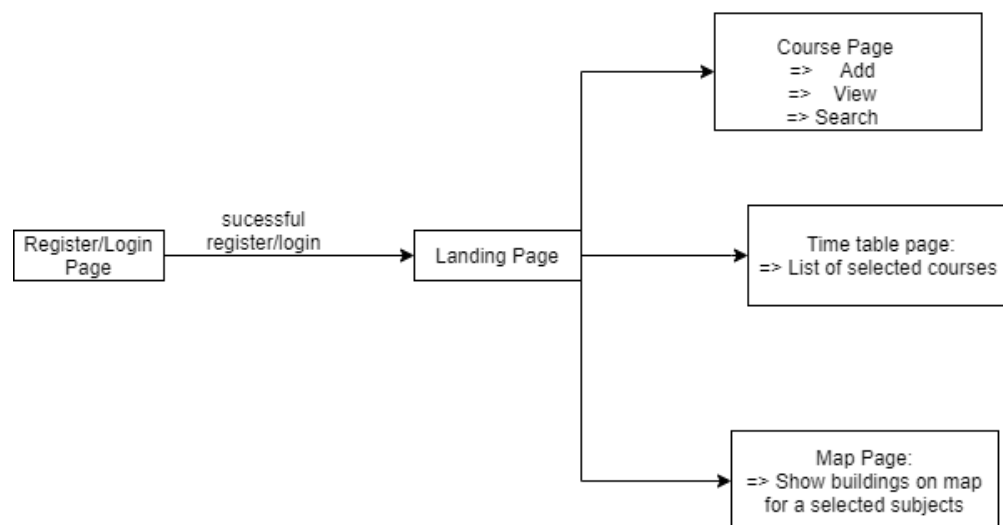 Course Page
=> Add
=> View
=> Search
sucessful
register/login
Register/Login
Page
Landing Page
Time table page:
=> List of selected courses
Map Page:
=> Show buildings on map
for a selected subjects